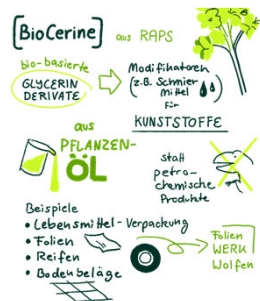 [BioCerine] aus RAPS
bio-basierte
GLYCERIN
DERIVATE
Modifikatoren
(z.B. Schmier
Mittel)
für
KUNSTSTOFFE
aus
PFLANZEN-
ÖL
statt
petro-
chemische
Produkte
Beispiele
• Lebensmittel-Verpackung
• Folien
• Reifen
• Bodenbeläge
Folien
WERK
Wolfen